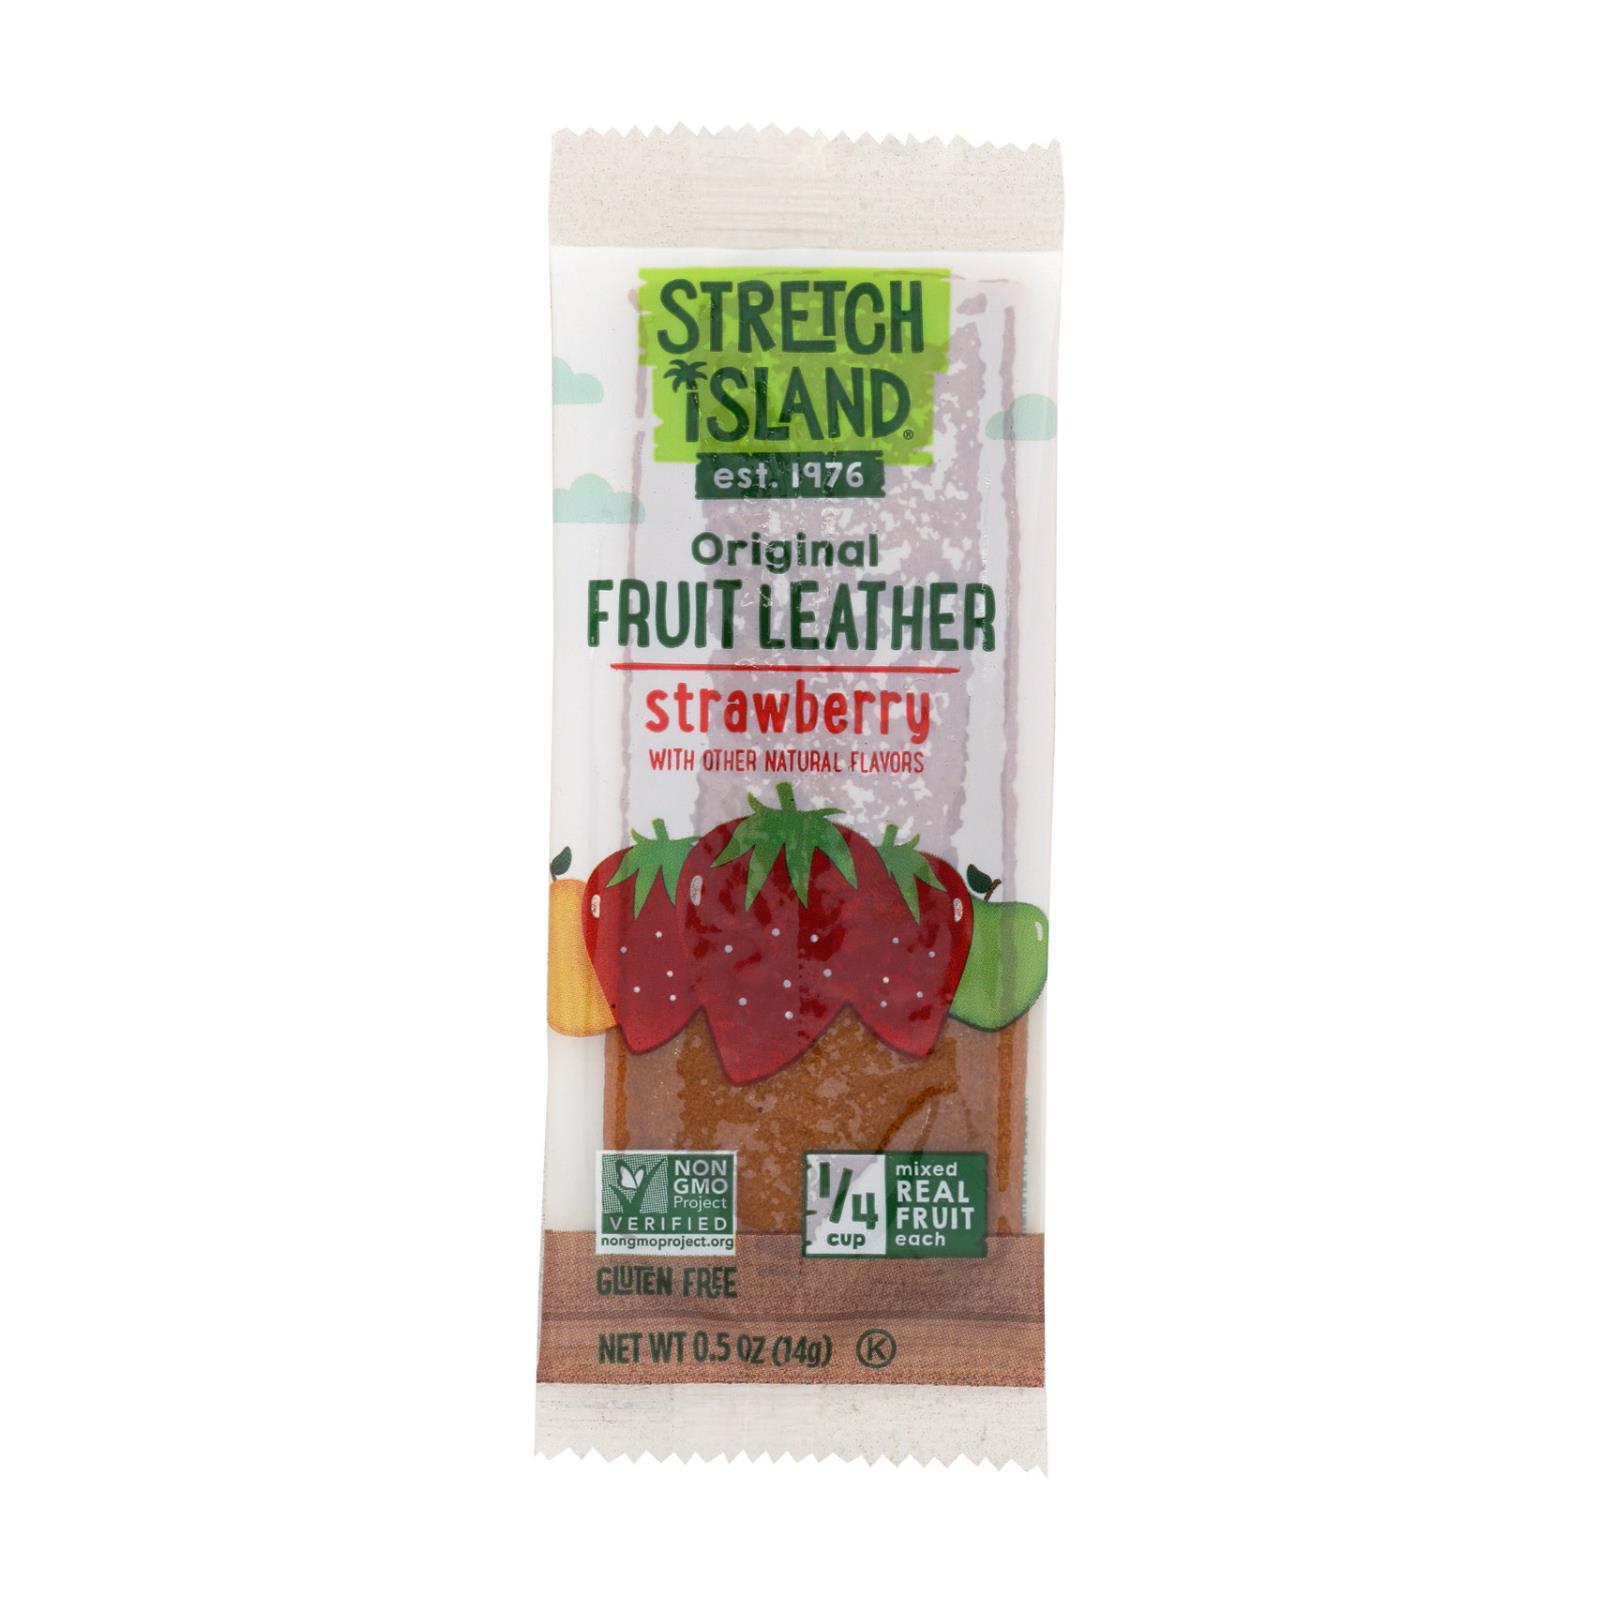 STRETCH
ISLAND®
est. 1976
Original
FRUIT LEATHER
strawberry
WITH OTHER NATURAL FLAVORS
NON
GMO
Project
VERIFIED
nongmoproject.org
1/4
cup
mixed
REAL
FRUIT
each
GLUTEN FREE
NET WT 0.5 OZ (14g) K